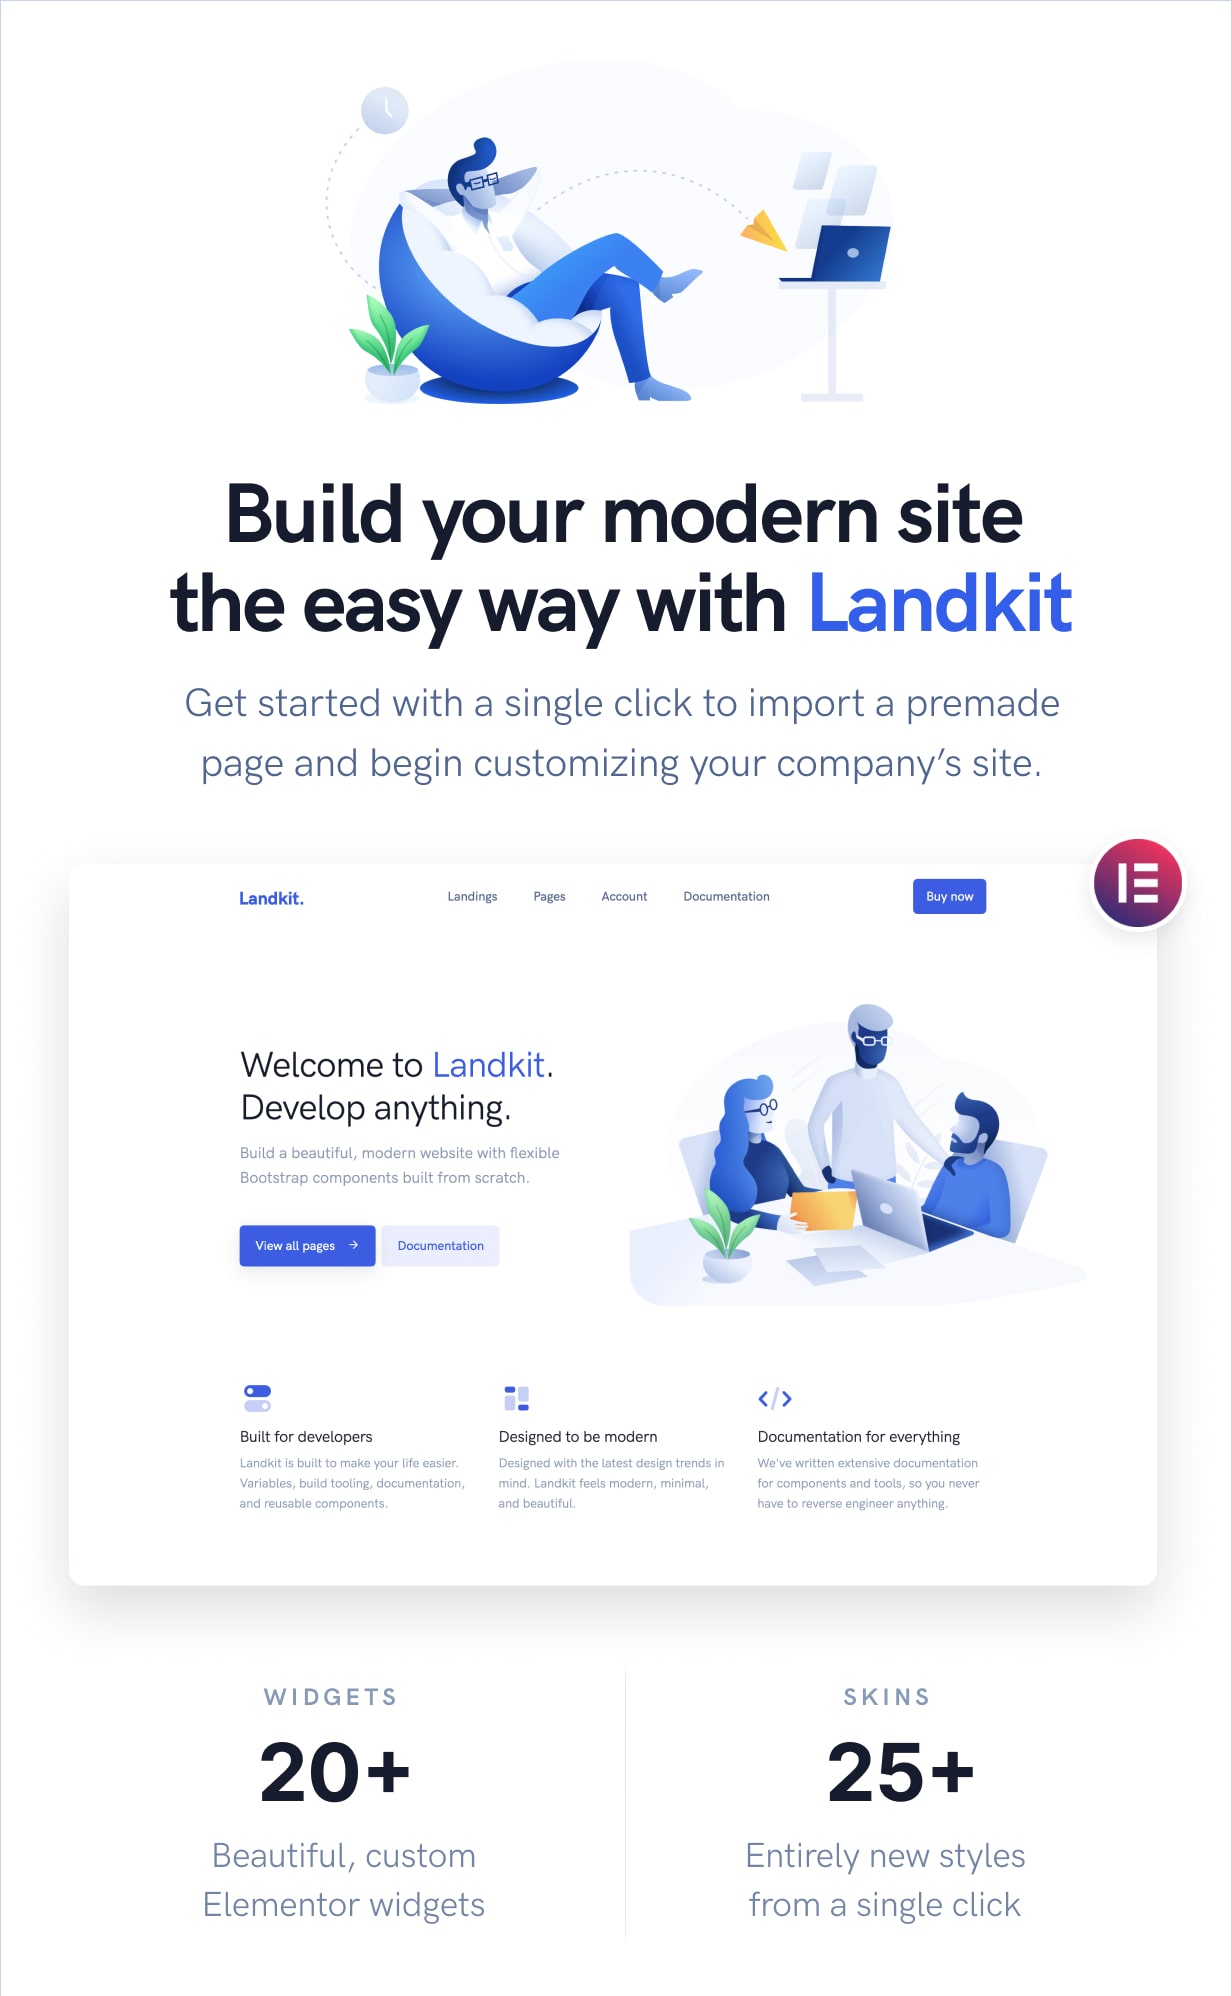 Build your modern site
the easy way with Landkit
Get started with a single click to import a premade
page and begin customizing your company’s site.
Landkit.
Landings
Pages
Account
Documentation
Buy now
Welcome to Landkit.
Develop anything.
Build a beautiful, modern website with flexible
Bootstrap components built from scratch.
View all pages →
Documentation
Built for developers
Landkit is built to make your life easier.
Variables, build tooling, documentation,
and reusable components.
Designed to be modern
Designed with the latest design trends in
mind. Landkit feels modern, minimal,
and beautiful.
Documentation for everything
We've written extensive documentation
for components and tools, so you never
have to reverse engineer anything.
WIDGETS
20+
Beautiful, custom
Elementor widgets
SKINS
25+
Entirely new styles
from a single click